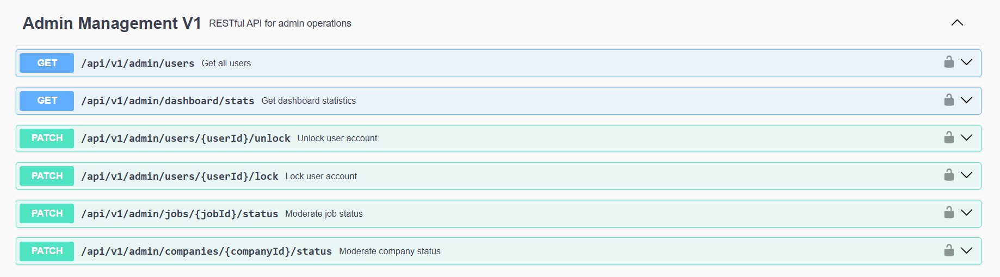 Admin Management V1 RESTful API for admin operations
GET /api/v1/admin/users Get all users
GET /api/v1/admin/dashboard/stats Get dashboard statistics
PATCH /api/v1/admin/users/{userId}/unlock Unlock user account
PATCH /api/v1/admin/users/{userId}/lock Lock user account
PATCH /api/v1/admin/jobs/{jobId}/status Moderate job status
PATCH /api/v1/admin/companies/{companyId}/status Moderate company status